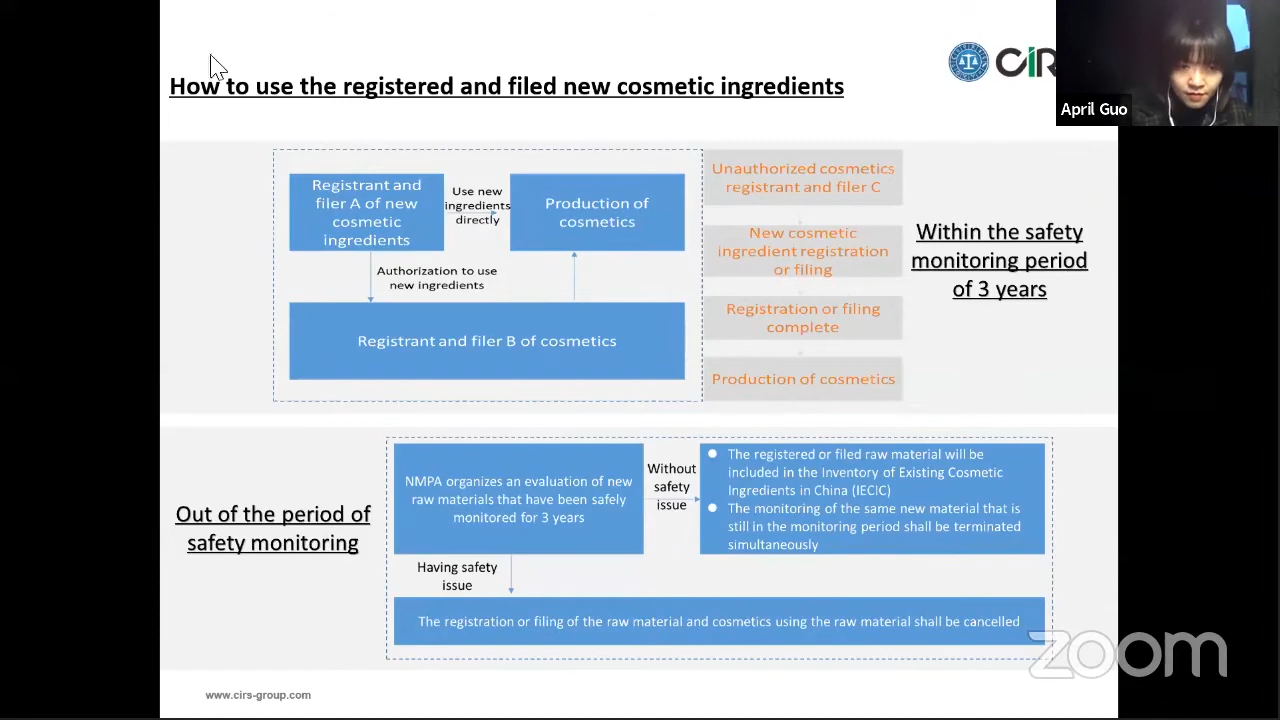 How to use the registered and filed new cosmetic ingredients
CIR
April Guo
Registrant and
filer A of new
cosmetic
ingredients
Use new
ingredients
directly
Production of
cosmetics
Authorization to use
new ingredients
Registrant and filer B of cosmetics
Unauthorized cosmetics
registrant and filer C
New cosmetic
ingredient registration
or filing
Registration or filing
complete
Production of cosmetics
Within the safety
monitoring period
of 3 years
Out of the period of
safety monitoring
NMPA organizes an evaluation of new
raw materials that have been safely
monitored for 3 years
Without
safety
issue
The registered or filed raw material will be
included in the Inventory of Existing Cosmetic
Ingredients in China (IECIC)
The monitoring of the same new material that is
still in the monitoring period shall be terminated
simultaneously
Having safety
issue
The registration or filing of the raw material and cosmetics using the raw material shall be cancelled
zoom
www.cirs-group.com